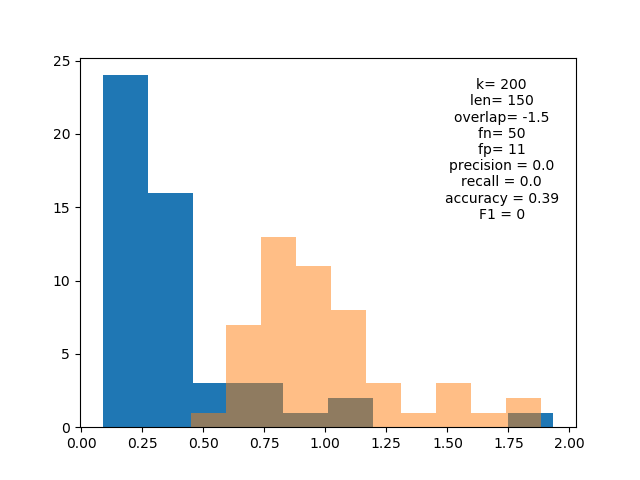 25
20
15
10
5
0
k= 200
len= 150
overlap= -1.5
fn= 50
fp= 11
precision = 0.0
recall = 0.0
accuracy = 0.39
F1 = 0
0.00 0.25 0.50 0.75 1.00 1.25 1.50 1.75 2.00